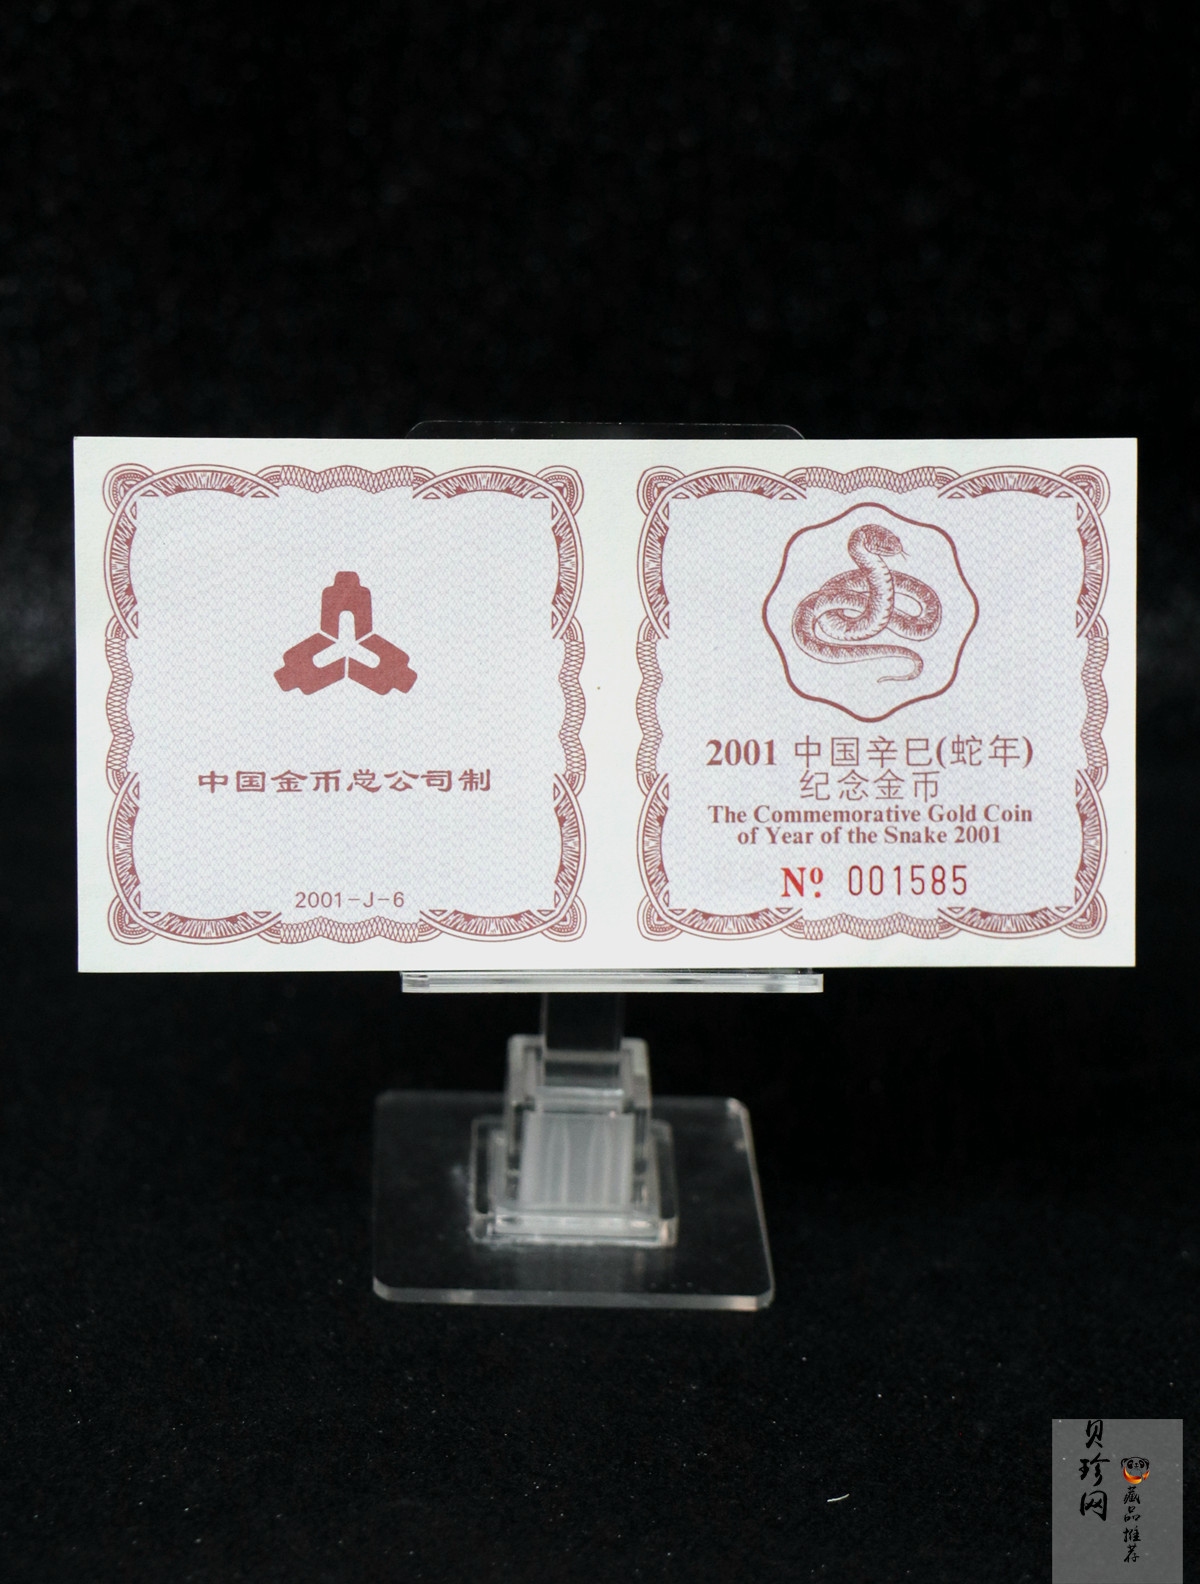 中国金币总公司制
2001-J-6
2001 中国辛巳(蛇年)
纪念金币
The Commemorative Gold Coin
of Year of the Snake 2001
Nº. 001585
贝珍网
藏品推荐